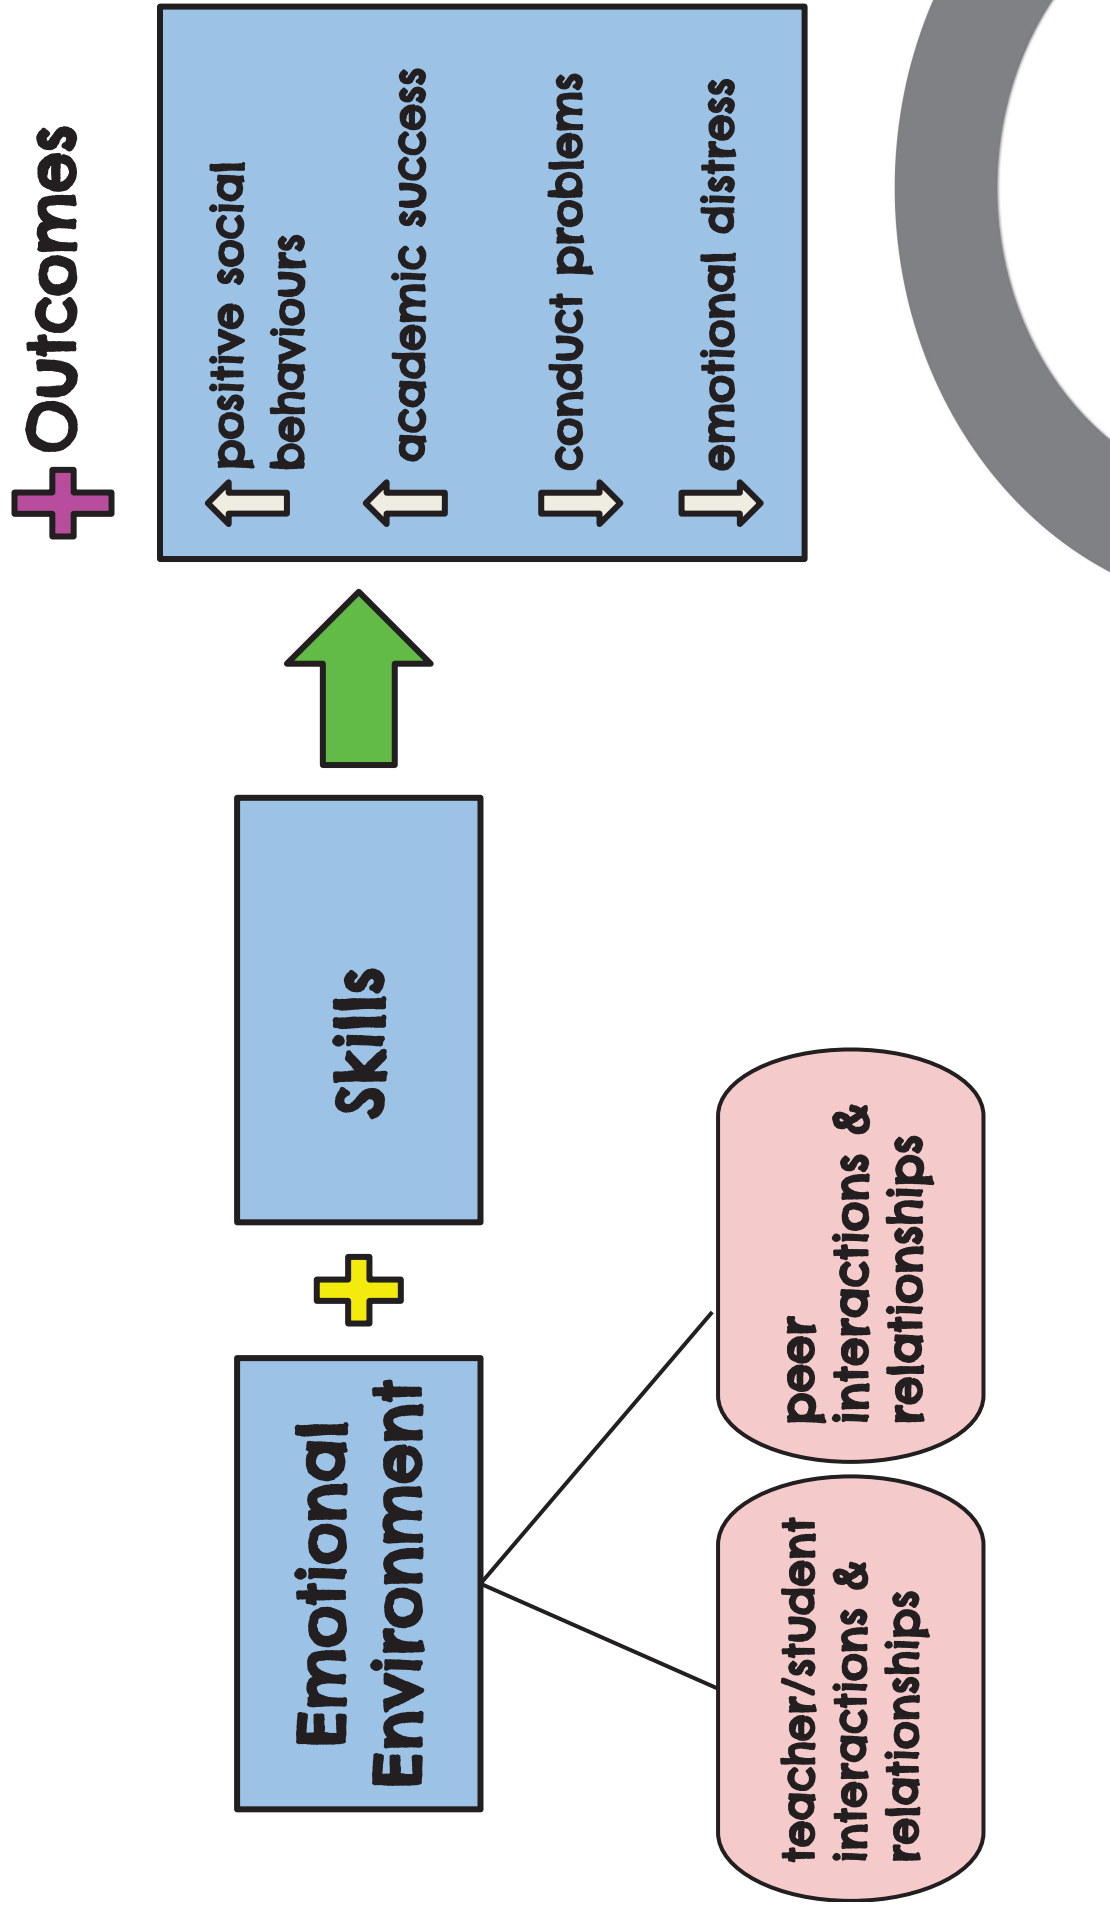 Outcomes
Emotional
Environment
Skills
positive social
behaviours
academic success
conduct problems
emotional distress
teacher/student
interactions &
relationships
peer
interactions &
relationships